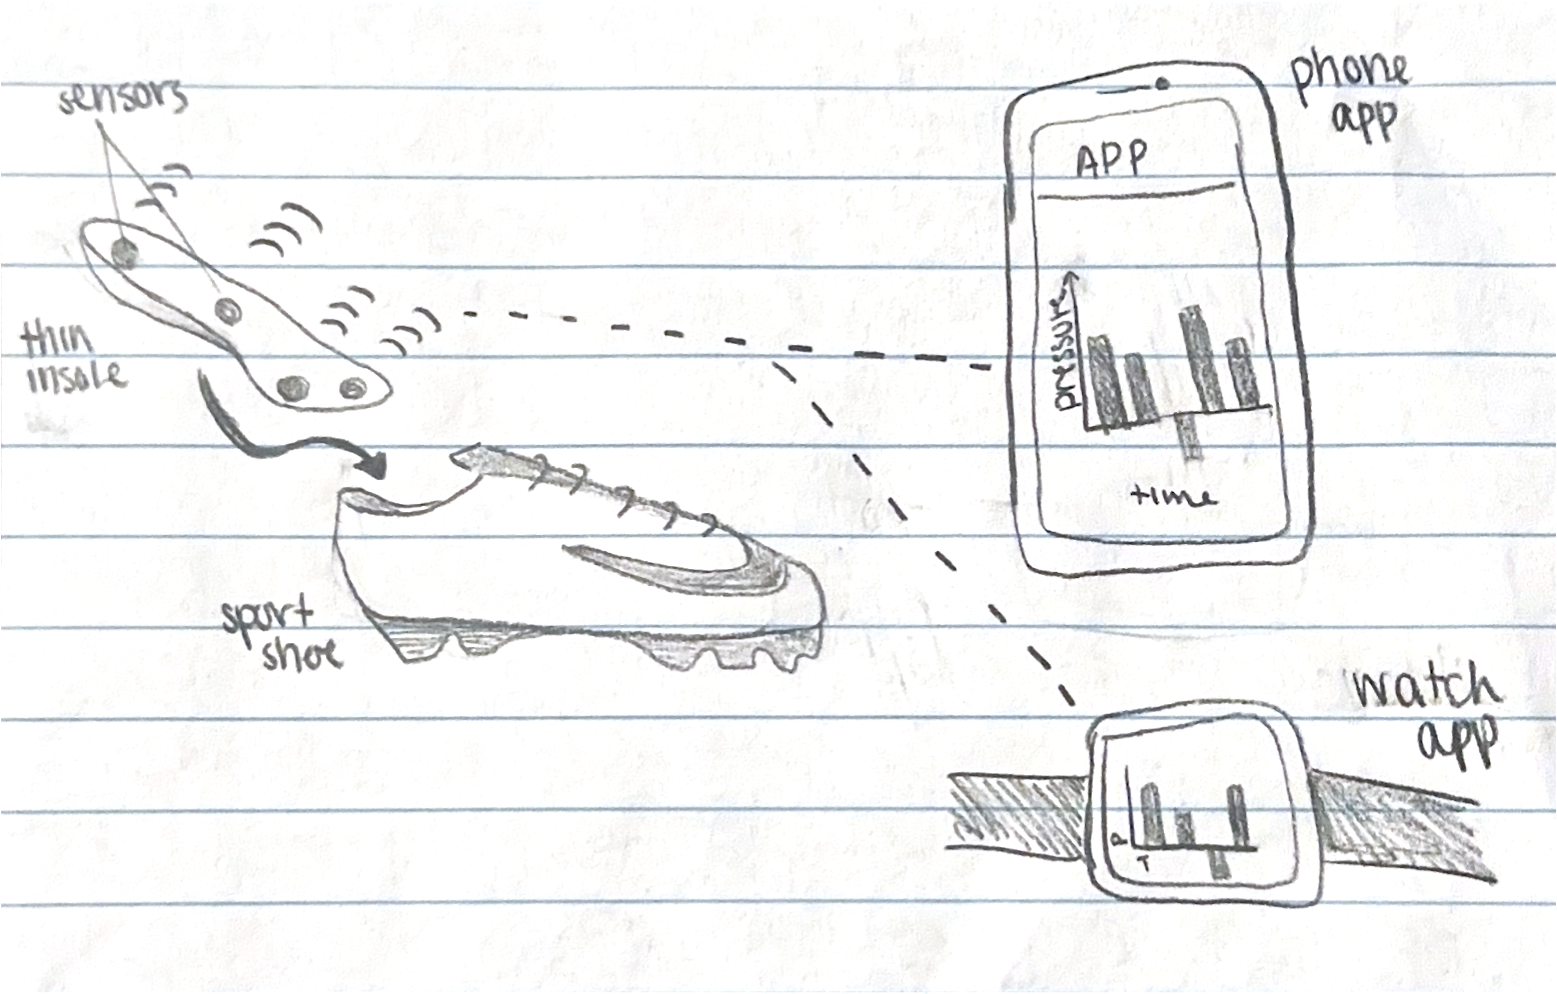 sensors
thin
insole
sport
shoe
phone
app
APP
pressure
time
watch
app
P
T